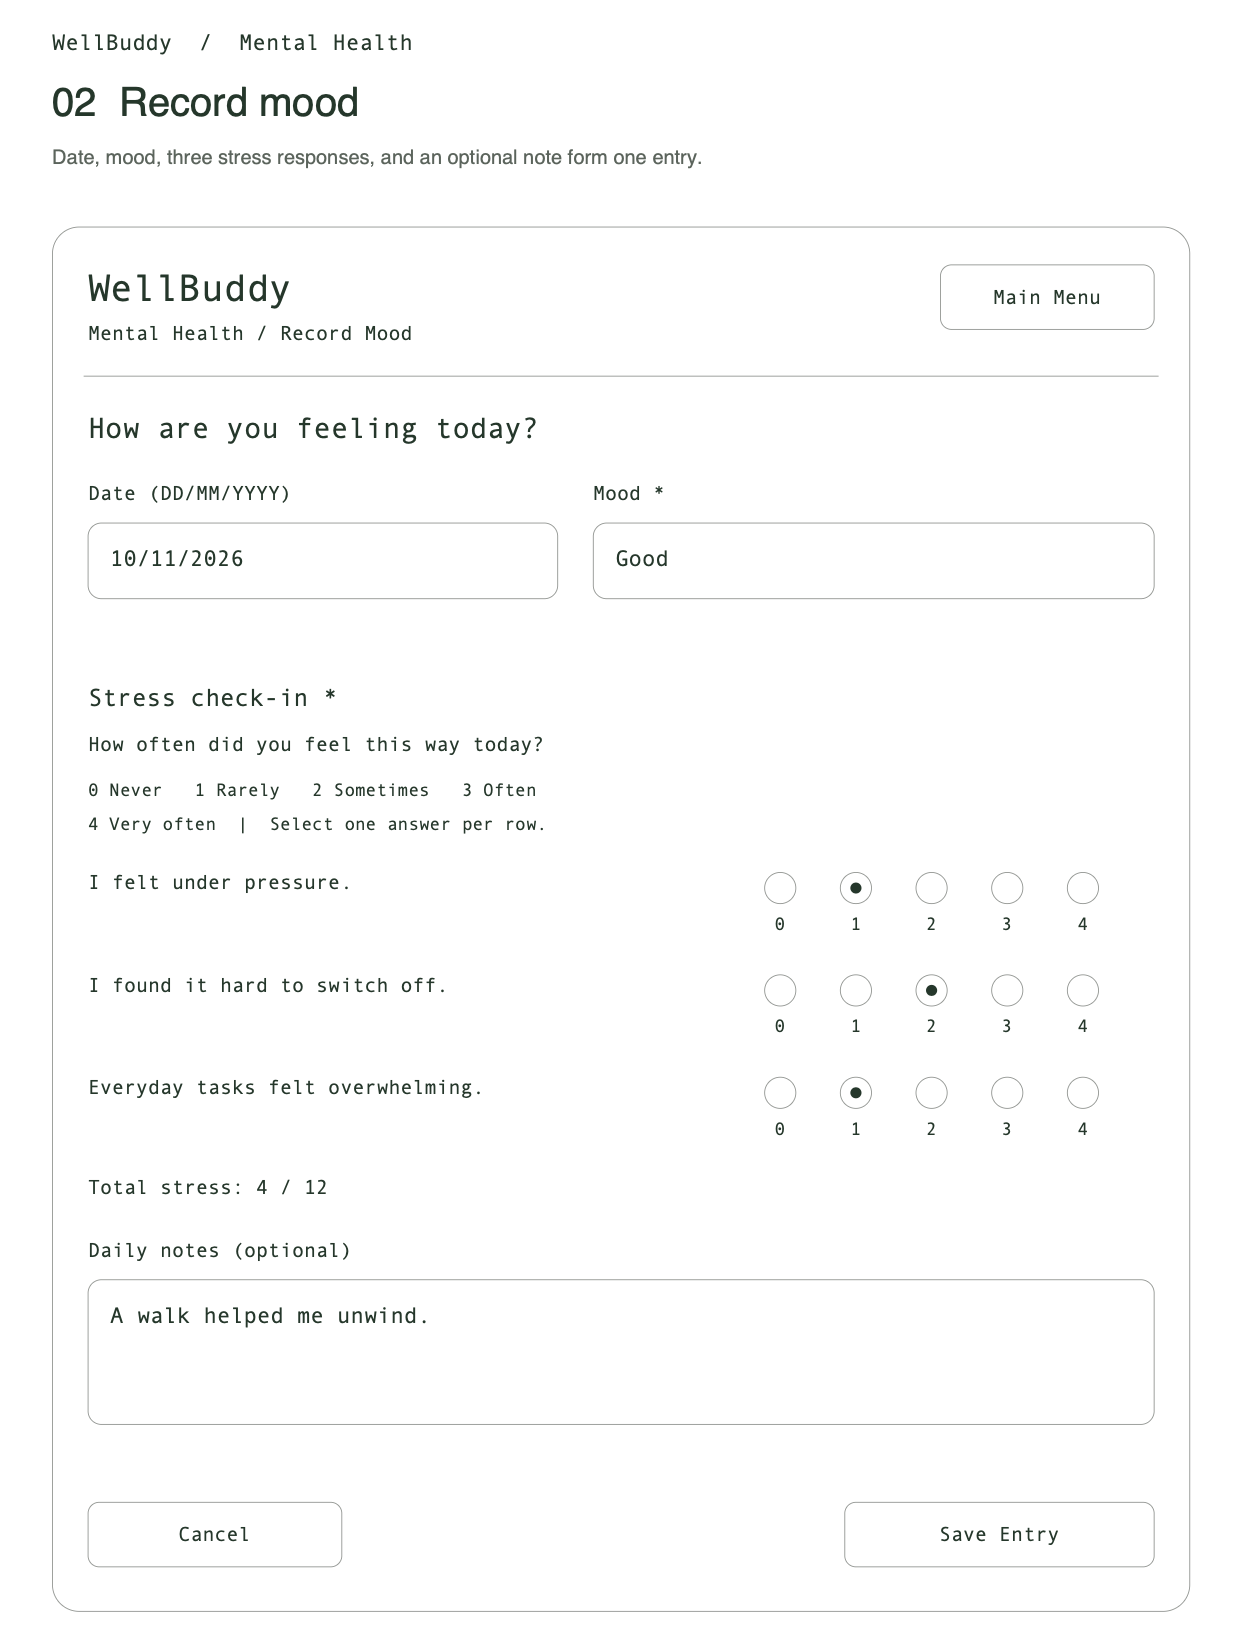 WellBuddy / Mental Health
02 Record mood
Date, mood, three stress responses, and an optional note form one entry.
WellBuddy
Main Menu
Mental Health / Record Mood
How are you feeling today?
Date (DD/MM/YYYY)
Mood *
10/11/2026
Good
Stress check-in *
How often did you feel this way today?
0 Never 1 Rarely 2 Sometimes 3 Often
4 Very often | Select one answer per row.
I felt under pressure.
0 1 2 3 4
I found it hard to switch off.
0 1 2 3 4
Everyday tasks felt overwhelming.
0 1 2 3 4
Total stress: 4 / 12
Daily notes (optional)
A walk helped me unwind.
Cancel
Save Entry